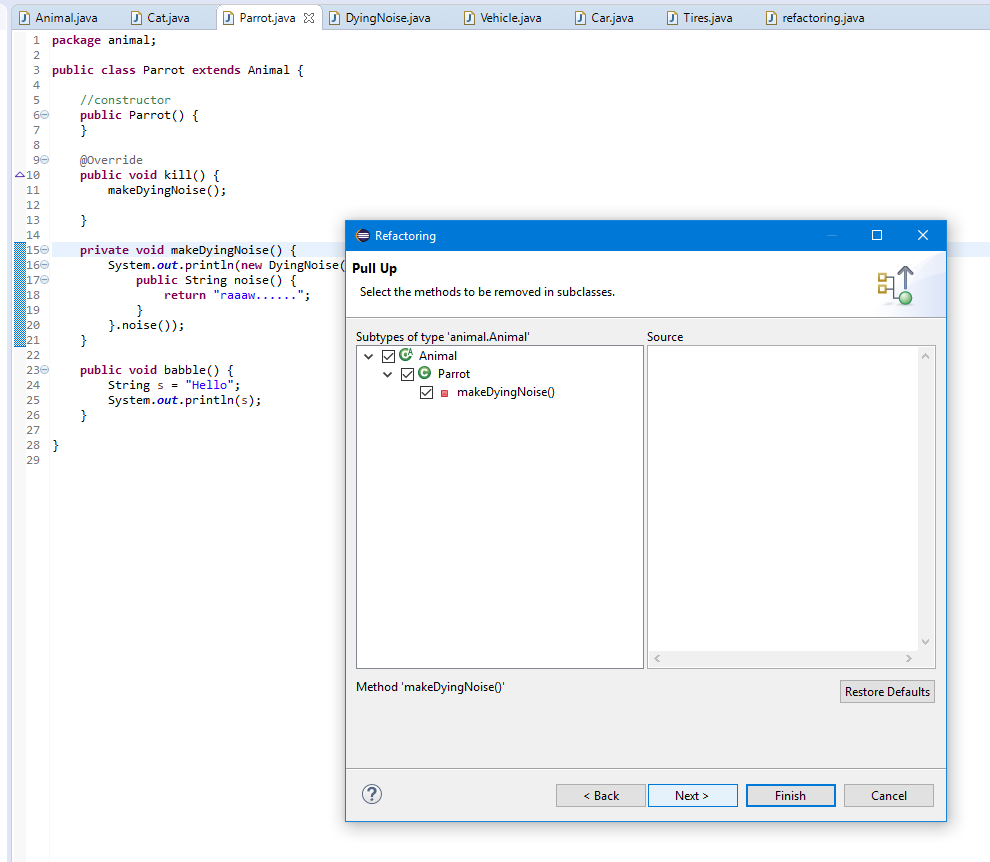 Animal.java Cat.java Parrot.java DyingNoise.java Vehicle.java Car.java Tires.java refactoring.java
1 package animal;
2
3 public class Parrot extends Animal {
4
5 //constructor
6 public Parrot() {
7 }
8
9 @Override
10 public void kill() {
11 makeDyingNoise();
12
13 }
14
15 private void makeDyingNoise() {
16 System.out.println(new DyingNoise(
17 public String noise() {
18 return "raaaw......";
19 }
20 }.noise());
21 }
22
23 public void babble() {
24 String s = "Hello";
25 System.out.println(s);
26 }
27
28 }
29
Refactoring
Pull Up
Select the methods to be removed in subclasses.
Subtypes of type 'animal.Animal' Source
Animal
Parrot
makeDyingNoise()
Method 'makeDyingNoise()'
Restore Defaults
? < Back Next > Finish Cancel